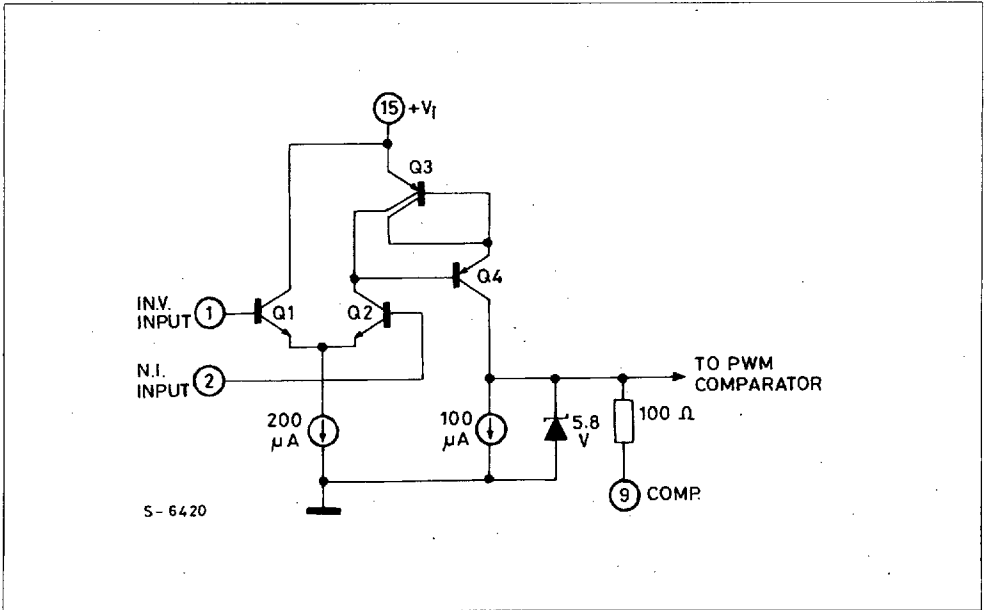 15 +VI
Q3
Q4
INV. INPUT 1
Q1
Q2
N.I. INPUT 2
TO PWM COMPARATOR
200 µA
100 µA
5.8 V
100 Ω
9 COMP.
S-6420